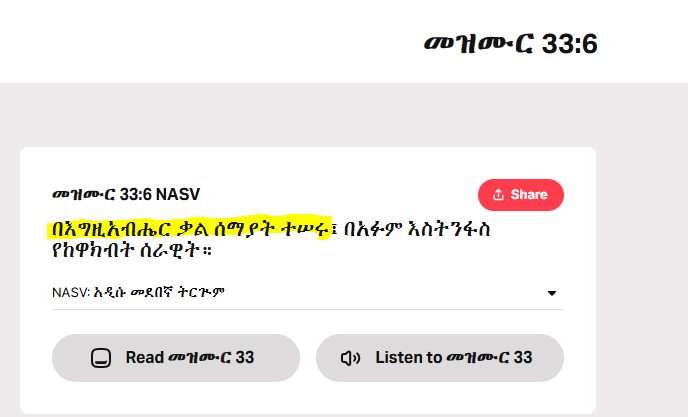 መዝሙር 33:6
መዝሙር 33:6 NASV
Share
በእግዚአብሔር ቃል ሰማያት ተሠሩ፤ በአፉም እስትንፋስ
የከዋክብት ሰራዊት።
NASV: አዲሱ መደበኛ ትርጒም
Read መዝሙር 33
Listen to መዝሙር 33